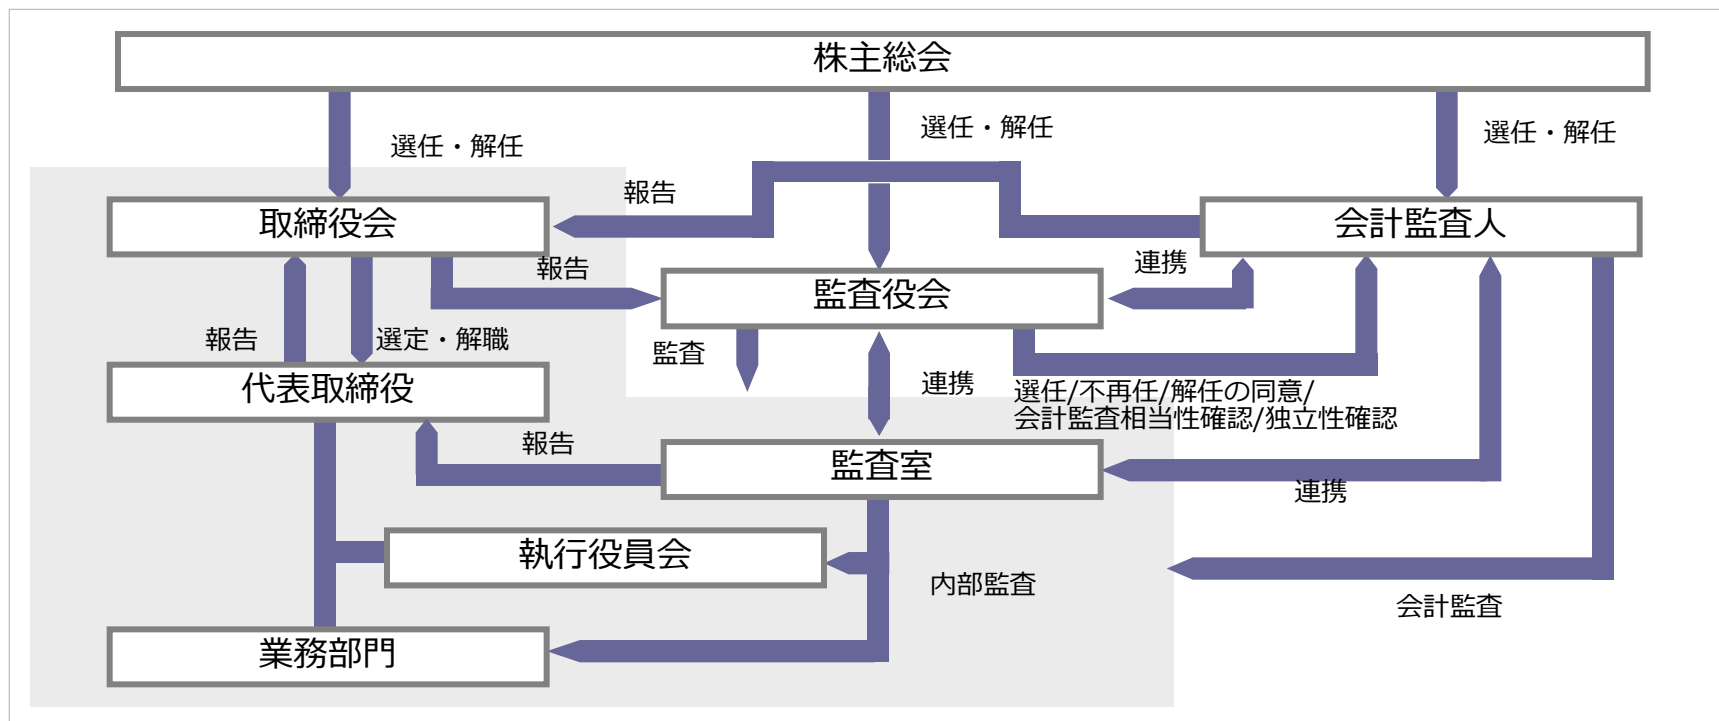 株主総会
選任・解任
選任・解任
選任・解任
報告
取締役会
会計監査人
報告
連携
監査役会
報告
選定・解職
監査
代表取締役
連携
選任/不再任/解任の同意/
会計監査相当性確認/独立性確認
報告
監査室
連携
執行役員会
内部監査
会計監査
業務部門